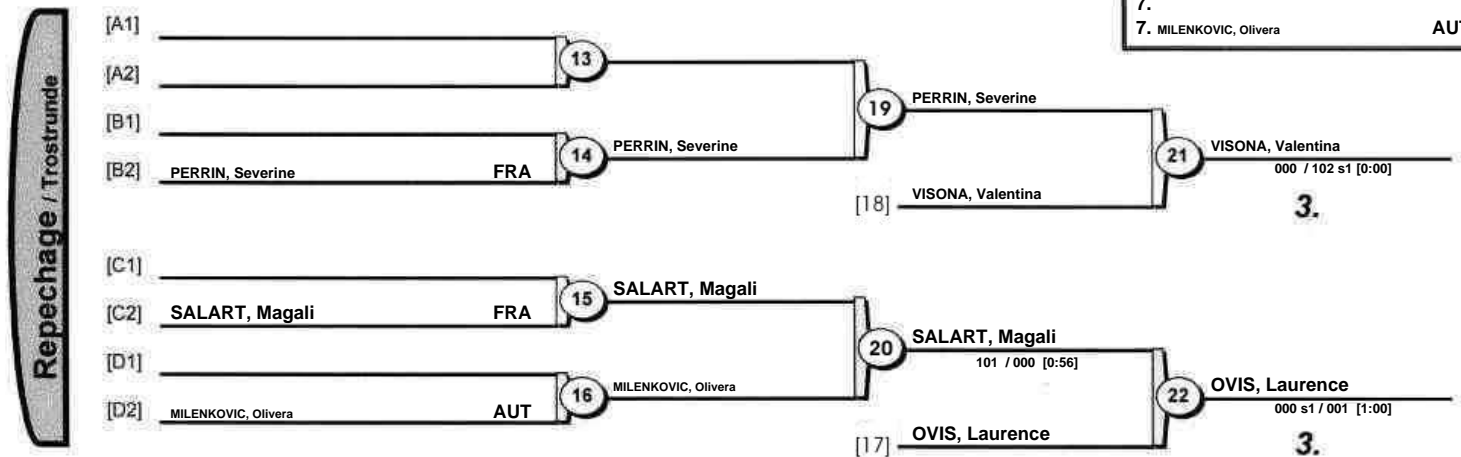 7.
7. MILENKOVIC, Olivera AUT
Repechage / Trostrunde
[A1]
13
[A2]
19 PERRIN, Severine
[B1]
14 PERRIN, Severine
21 VISONA, Valentina
000 / 102 s1 [0:00]
[B2] PERRIN, Severine FRA
[18] VISONA, Valentina
3.
[C1]
15 SALART, Magali
[C2] SALART, Magali FRA
20 SALART, Magali
101 / 000 [0:56]
[D1]
16 MILENKOVIC, Olivera
22 OVIS, Laurence
000 s1 / 001 [1:00]
[D2] MILENKOVIC, Olivera AUT
[17] OVIS, Laurence
3.